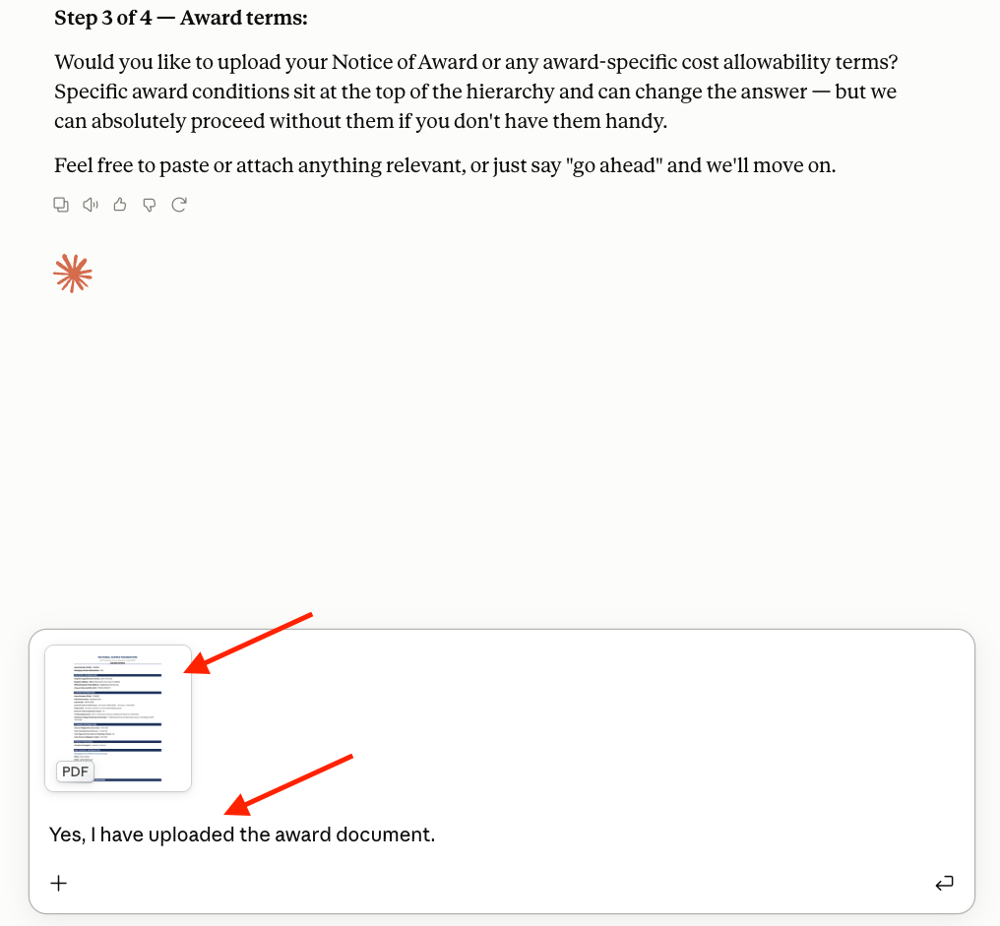 Step 3 of 4 — Award terms:
Would you like to upload your Notice of Award or any award-specific cost allowability terms?
Specific award conditions sit at the top of the hierarchy and can change the answer — but we
can absolutely proceed without them if you don't have them handy.
Feel free to paste or attach anything relevant, or just say "go ahead" and we'll move on.
PDF
Yes, I have uploaded the award document.